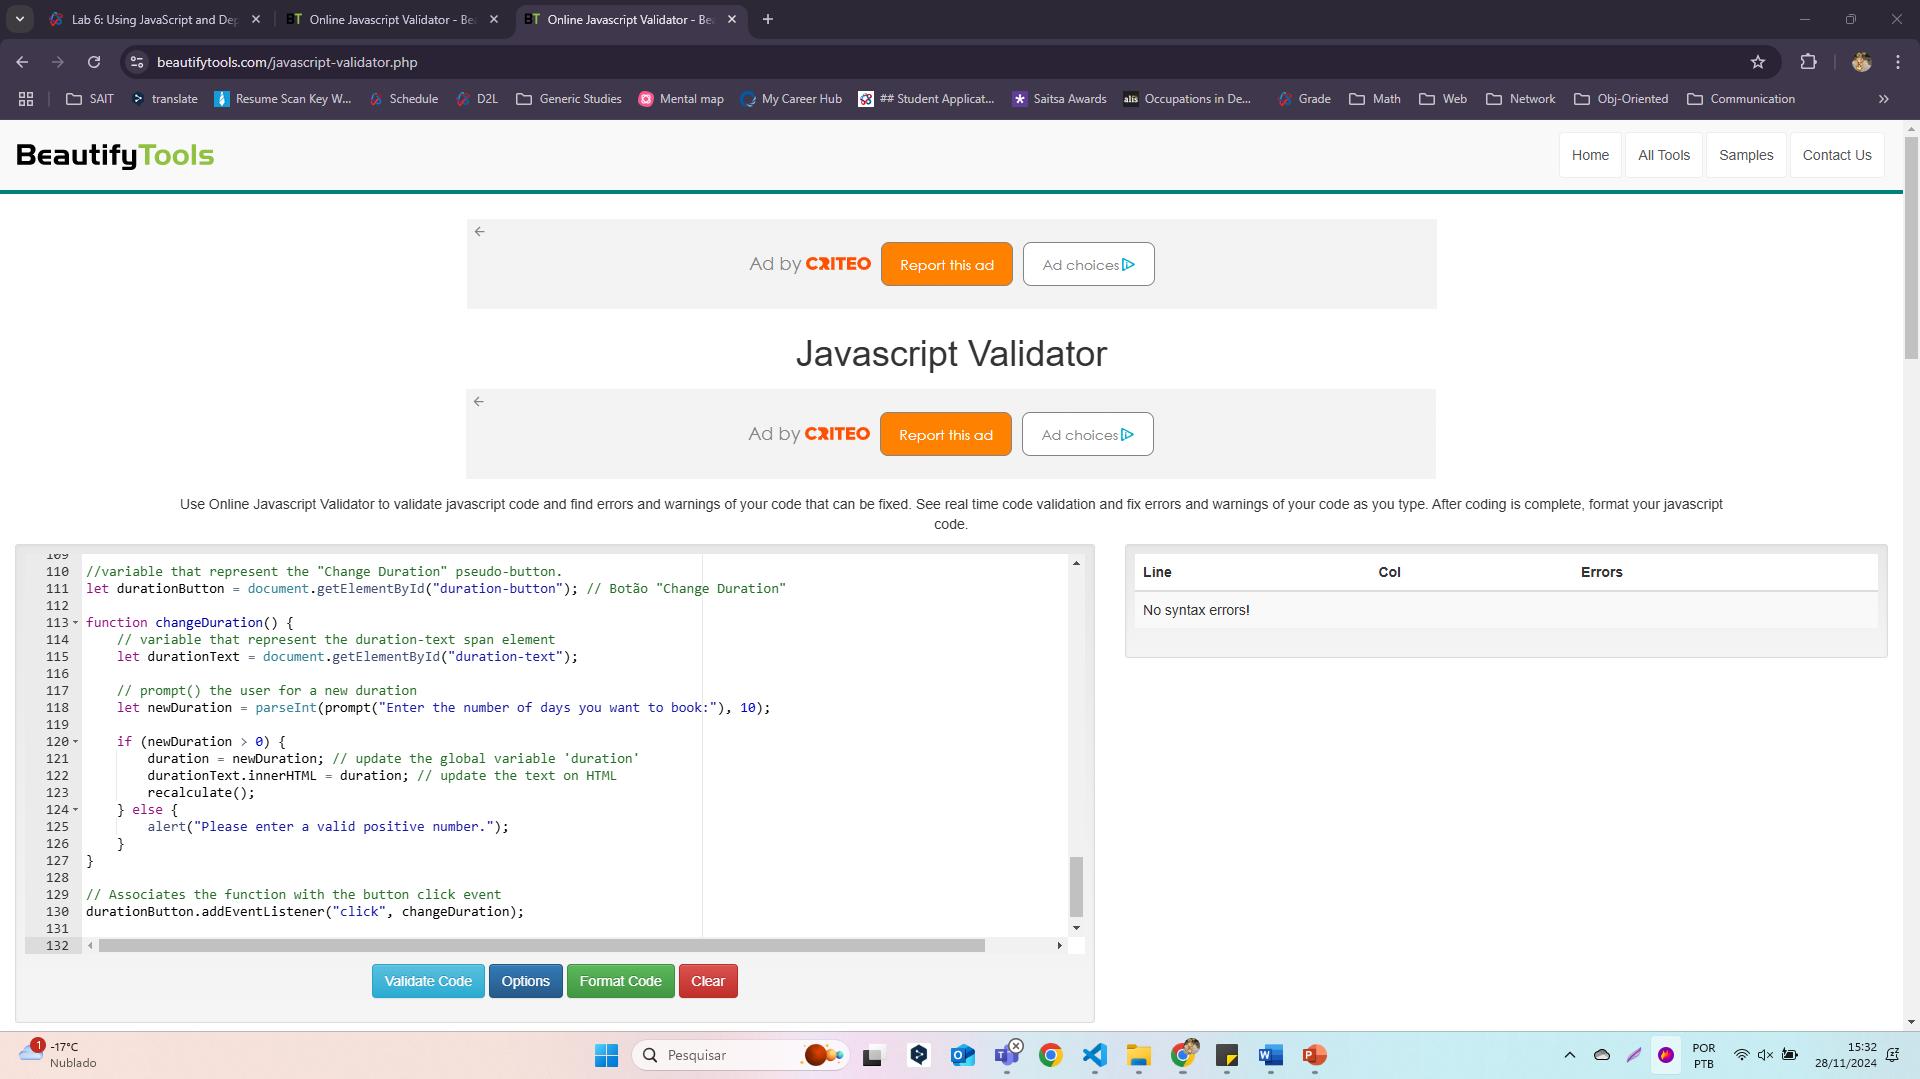 Lab 6: Using JavaScript and Dep
Online Javascript Validator - Be
Online Javascript Validator - Be
beautifytools.com/javascript-validator.php
SAIT
translate
Resume Scan Key W...
Schedule
D2L
Generic Studies
Mental map
My Career Hub
## Student Applicat...
Saitsa Awards
Occupations in De...
Grade
Math
Web
Network
Obj-Oriented
Communication
»
BeautifyTools
Home
All Tools
Samples
Contact Us
Ad by CRITEO
Report this ad
Ad choices
Javascript Validator
Ad by CRITEO
Report this ad
Ad choices
Use Online Javascript Validator to validate javascript code and find errors and warnings of your code that can be fixed. See real time code validation and fix errors and warnings of your code as you type. After coding is complete, format your javascript
code.
109
110 //variable that represent the "Change Duration" pseudo-button.
111 let durationButton = document.getElementById("duration-button"); // Botão "Change Duration"
112
113 function changeDuration() {
114 // variable that represent the duration-text span element
115 let durationText = document.getElementById("duration-text");
116
117 // prompt() the user for a new duration
118 let newDuration = parseInt(prompt("Enter the number of days you want to book:"), 10);
119
120 if (newDuration > 0) {
121 duration = newDuration; // update the global variable 'duration'
122 durationText.innerHTML = duration; // update the text on HTML
123 recalculate();
124 } else {
125 alert("Please enter a valid positive number.");
126 }
127 }
128
129 // Associates the function with the button click event
130 durationButton.addEventListener("click", changeDuration);
131
132
Line Col Errors
No syntax errors!
Validate Code
Options
Format Code
Clear
1
-17°C
Nublado
Pesquisar
POR
PTB
15:32
28/11/2024